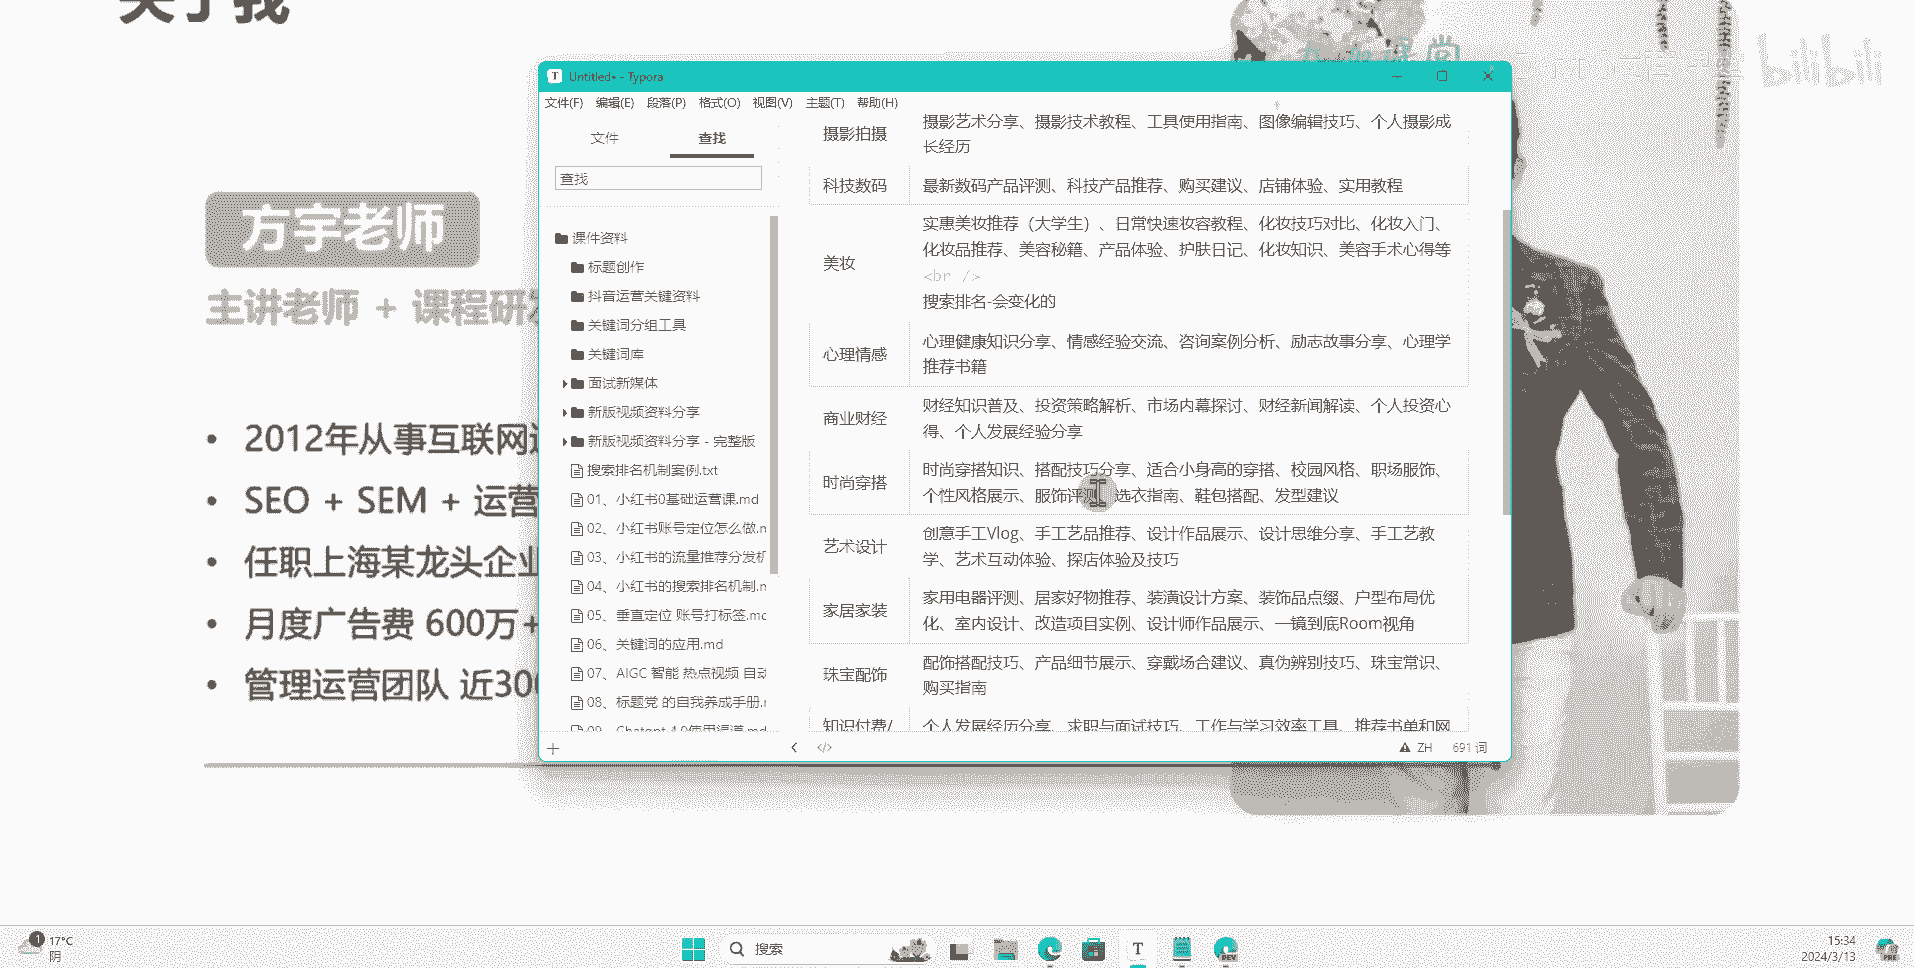 关于我
bilibili
方宇老师
主讲老师 + 课程研发
2012年从事互联网
SEO + SEM + 运营
任职上海某龙头企业
月度广告费 600万+
管理运营团队 近300
Untitled• - Typora
文件(F) 编辑(E) 段落(P) 格式(O) 视图(V) 主题(T) 帮助(H)
文件 查找
查找
课件资料
标题创作
抖音运营关键资料
关键词分组工具
关键词库
面试新媒体
新版视频资料分享
新版视频资料分享 - 完整版
搜索排名机制案例.txt
01、小红书0基础运营课.md
02、小红书账号定位怎么做.m
03、小红书的流量推荐分发机
04、小红书的搜索排名机制.m
05、垂直定位 账号打标签.md
06、关键词的应用.md
07、AIGC 智能 热点视频 自动
08、标题党 的自我养成手册.m
09、Chatgpt 4.0使用渠道.md
摄影拍摄
摄影艺术分享、摄影技术教程、工具使用指南、图像编辑技巧、个人摄影成
长经历
科技数码
最新数码产品评测、科技产品推荐、购买建议、店铺体验、实用教程
美妆
实惠美妆推荐（大学生）、日常快速妆容教程、化妆技巧对比、化妆入门、
化妆品推荐、美容秘籍、产品体验、护肤日记、化妆知识、美容手术心得等
<br />
搜索排名-会变化的
心理情感
心理健康知识分享、情感经验交流、咨询案例分析、励志故事分享、心理学
推荐书籍
商业财经
财经知识普及、投资策略解析、市场内幕探讨、财经新闻解读、个人投资心
得、个人发展经验分享
时尚穿搭
时尚穿搭知识、搭配技巧分享、适合小身高的穿搭、校园风格、职场服饰、
个性风格展示、服饰评测、选衣指南、鞋包搭配、发型建议
艺术设计
创意手工Vlog、手工艺品推荐、设计作品展示、设计思维分享、手工艺教
学、艺术互动体验、探店体验及技巧
家居家装
家用电器评测、居家好物推荐、装潢设计方案、装饰品点缀、户型布局优
化、室内设计、改造项目实例、设计师作品展示、一镜到底Room视角
珠宝配饰
配饰搭配技巧、产品细节展示、穿戴场合建议、真伪辨别技巧、珠宝常识、
购买指南
知识付费/
个人发展经历分享、求职与面试技巧、工作与学习效率工具、推荐书单和网
ZH 691 词
1
17°C
阴
搜索
T
DEV
15:34
2024/3/13
PRE